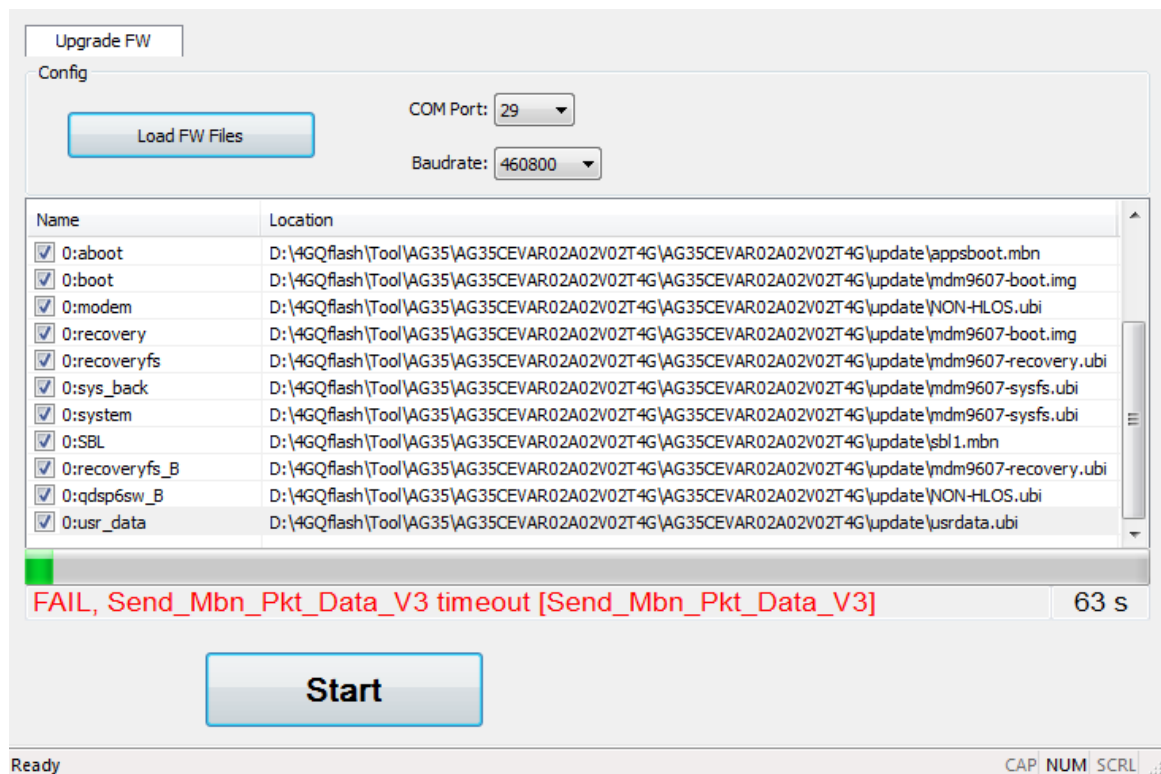 Upgrade FW
Config
Load FW Files
COM Port: 29
Baudrate: 460800
Name Location
0:aboot D:\4GQflash\Tool\AG35\AG35CEVAR02A02V02T4G\AG35CEVAR02A02V02T4G\update\appsboot.mbn
0:boot D:\4GQflash\Tool\AG35\AG35CEVAR02A02V02T4G\AG35CEVAR02A02V02T4G\update\mdm9607-boot.img
0:modem D:\4GQflash\Tool\AG35\AG35CEVAR02A02V02T4G\AG35CEVAR02A02V02T4G\update\NON-HLOS.ubi
0:recovery D:\4GQflash\Tool\AG35\AG35CEVAR02A02V02T4G\AG35CEVAR02A02V02T4G\update\mdm9607-boot.img
0:recoveryfs D:\4GQflash\Tool\AG35\AG35CEVAR02A02V02T4G\AG35CEVAR02A02V02T4G\update\mdm9607-recovery.ubi
0:sys_back D:\4GQflash\Tool\AG35\AG35CEVAR02A02V02T4G\AG35CEVAR02A02V02T4G\update\mdm9607-sysfs.ubi
0:system D:\4GQflash\Tool\AG35\AG35CEVAR02A02V02T4G\AG35CEVAR02A02V02T4G\update\mdm9607-sysfs.ubi
0:SBL D:\4GQflash\Tool\AG35\AG35CEVAR02A02V02T4G\AG35CEVAR02A02V02T4G\update\sbl1.mbn
0:recoveryfs_B D:\4GQflash\Tool\AG35\AG35CEVAR02A02V02T4G\AG35CEVAR02A02V02T4G\update\mdm9607-recovery.ubi
0:qdsp6sw_B D:\4GQflash\Tool\AG35\AG35CEVAR02A02V02T4G\AG35CEVAR02A02V02T4G\update\NON-HLOS.ubi
0:usr_data D:\4GQflash\Tool\AG35\AG35CEVAR02A02V02T4G\AG35CEVAR02A02V02T4G\update\usrdata.ubi
FAIL, Send_Mbn_Pkt_Data_V3 timeout [Send_Mbn_Pkt_Data_V3] 63 s
Start
Ready CAP NUM SCRL